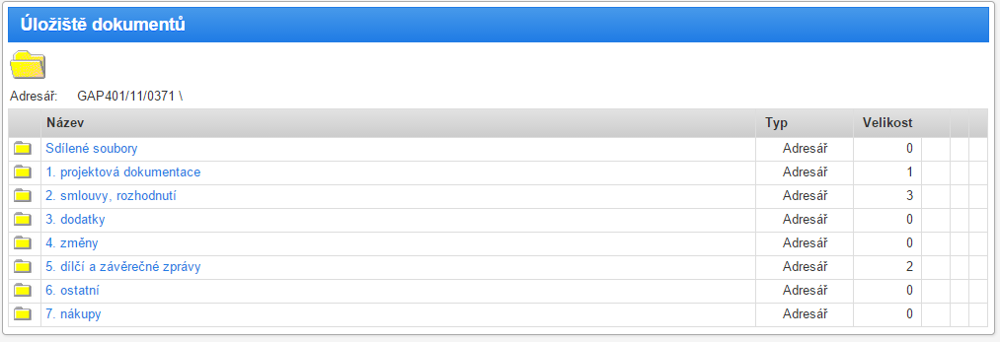 Úložiště dokumentů
Adresář: GAP401/11/0371 \
Název Typ Velikost
Sdílené soubory Adresář 0
1. projektová dokumentace Adresář 1
2. smlouvy, rozhodnutí Adresář 3
3. dodatky Adresář 0
4. změny Adresář 0
5. dílčí a závěrečné zprávy Adresář 2
6. ostatní Adresář 0
7. nákupy Adresář 0